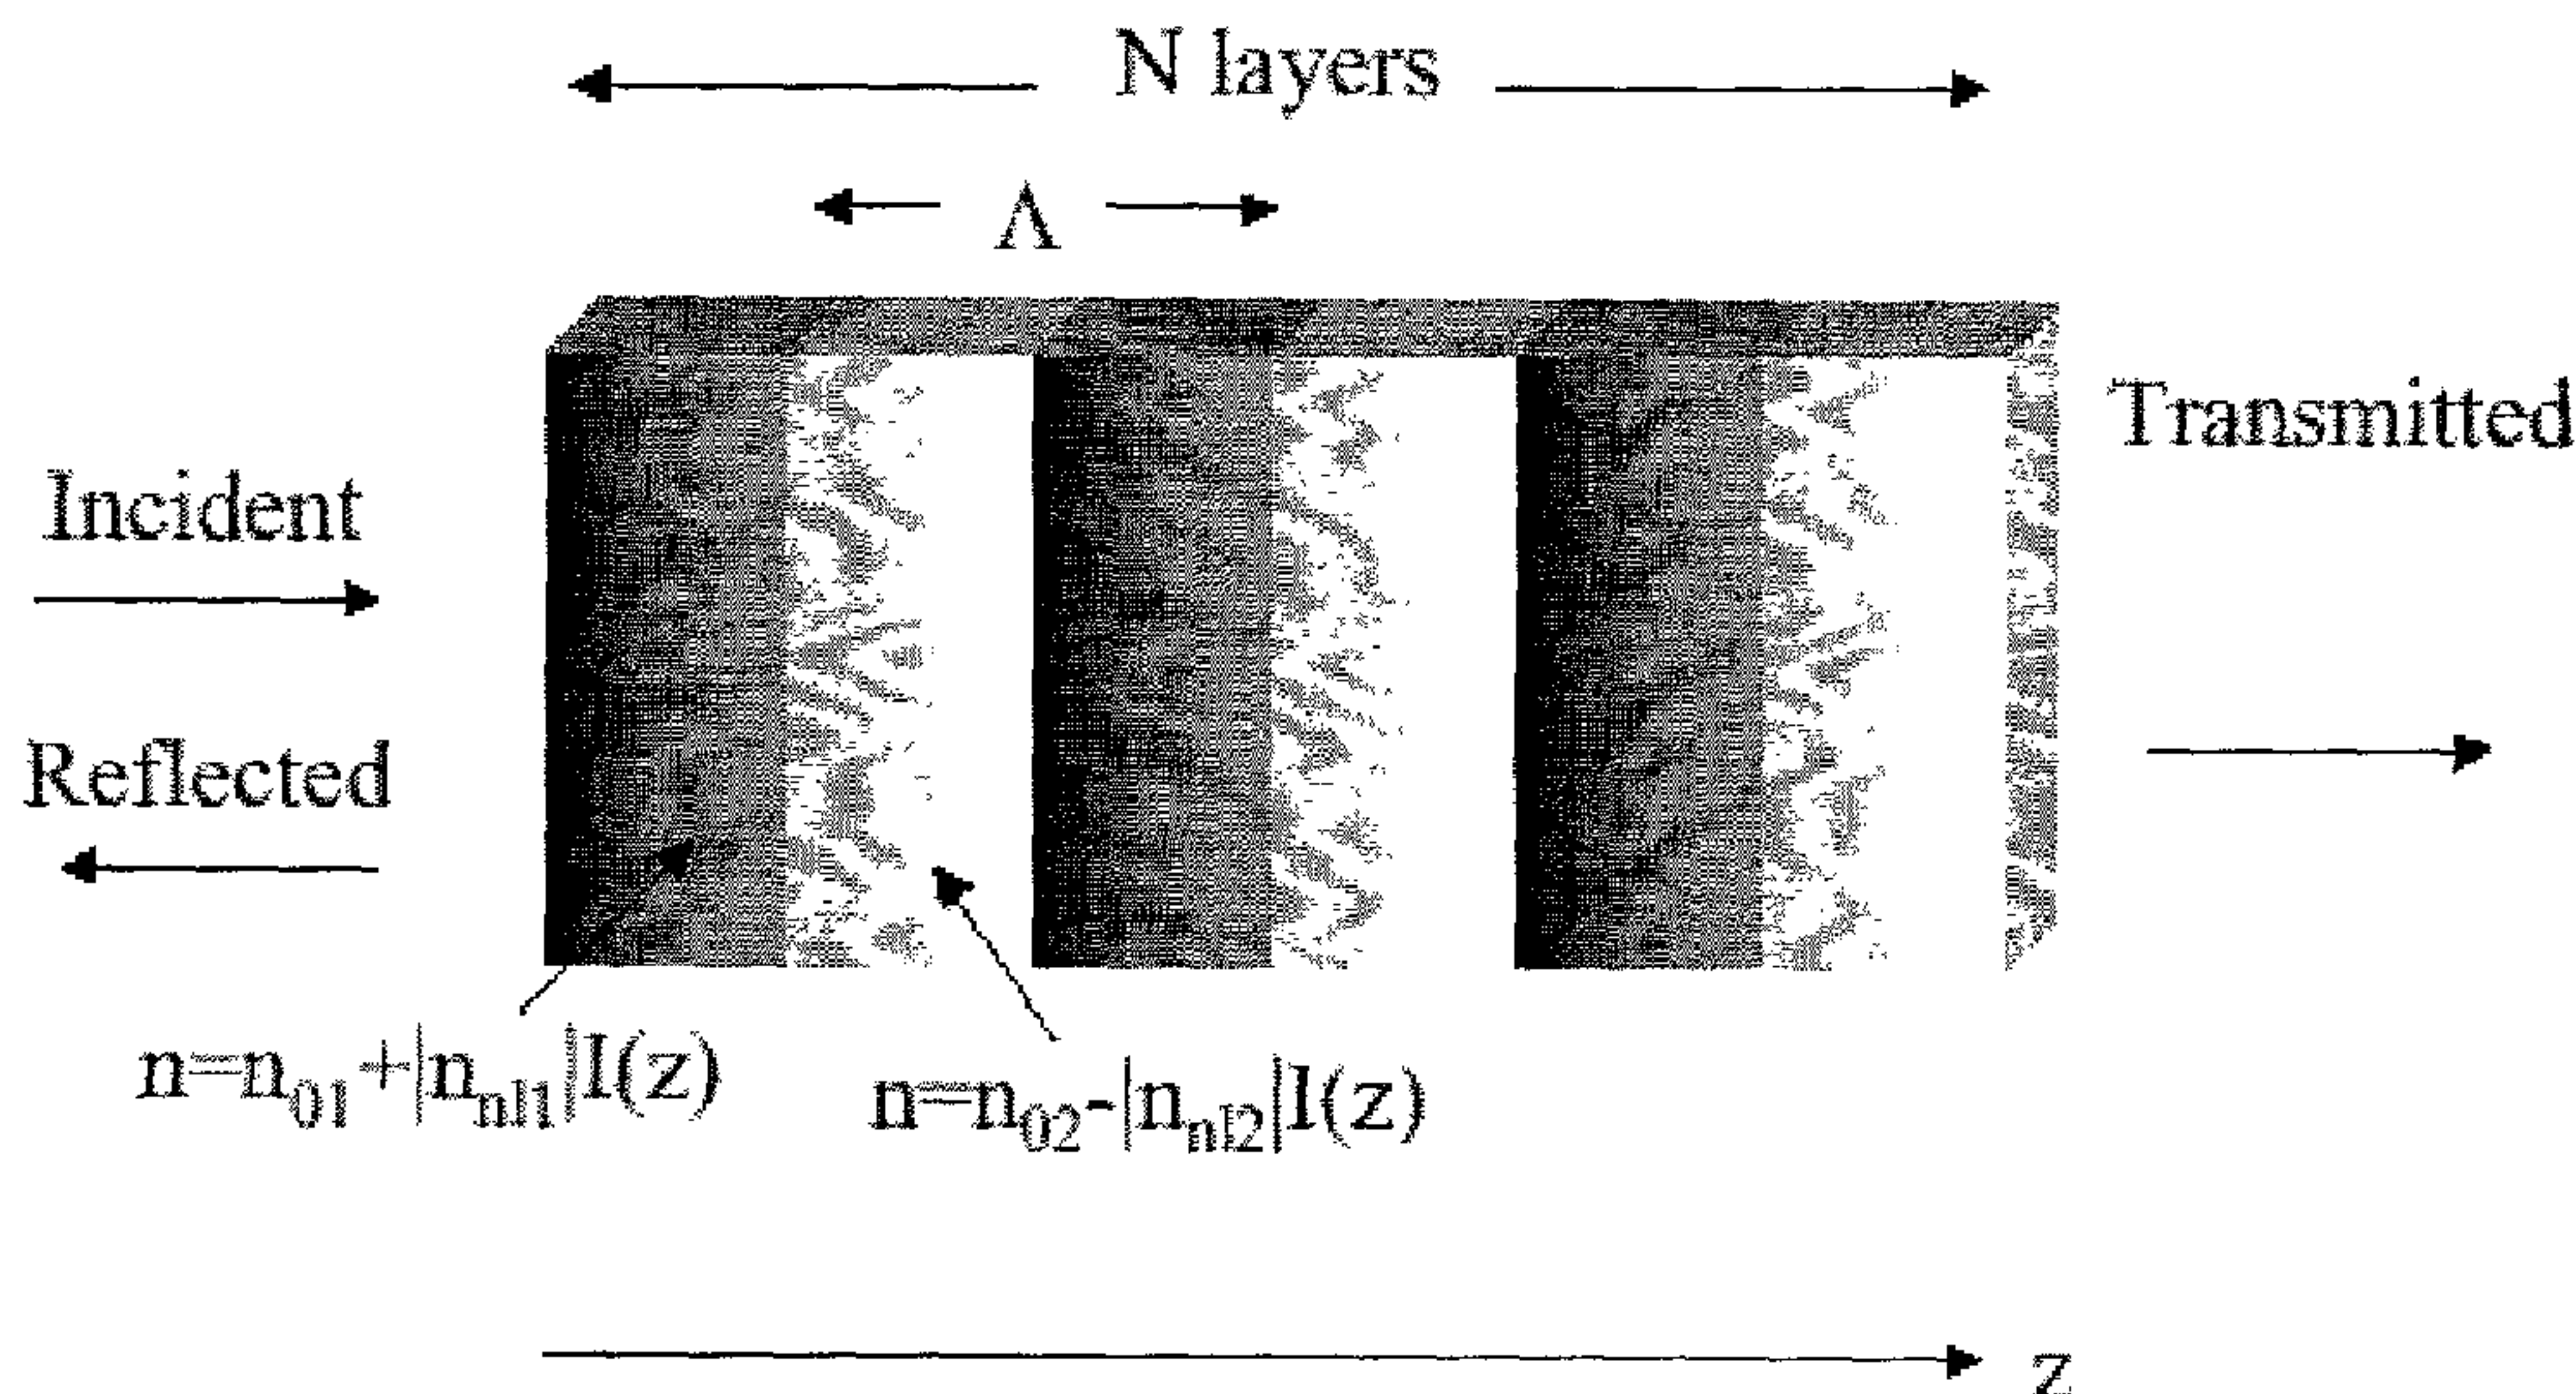 N layers
Λ
Transmitted
Incident
Reflected
n=n₀₁+|nₙₗ₁|I(z)
n=n₀₂-|nₙₗ₂|I(z)
z